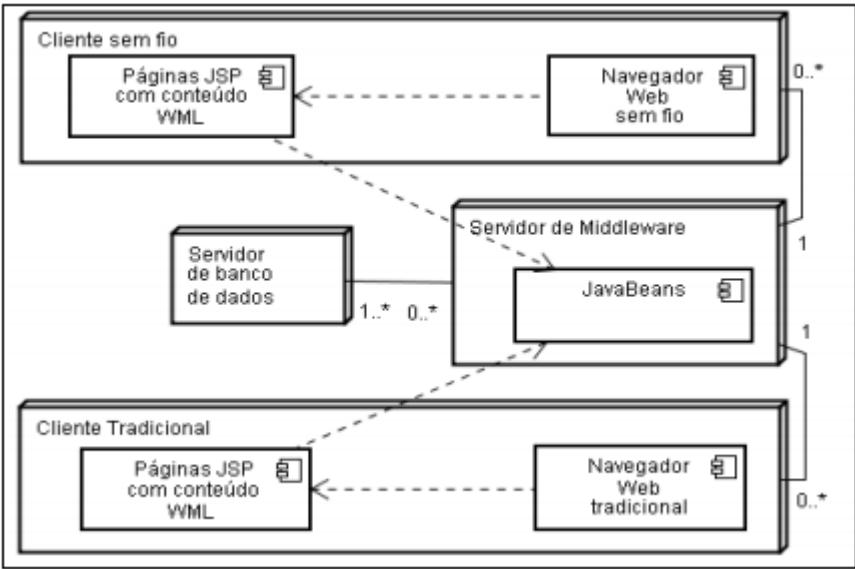 Cliente sem fio
Páginas JSP
com conteúdo
WML
Navegador
Web
sem fio
0..*
Servidor de Middleware
1
Servidor
de banco
de dados
JavaBeans
1..*
0..*
1
Cliente Tradicional
Páginas JSP
com conteúdo
WML
Navegador
Web
tradicional
0..*